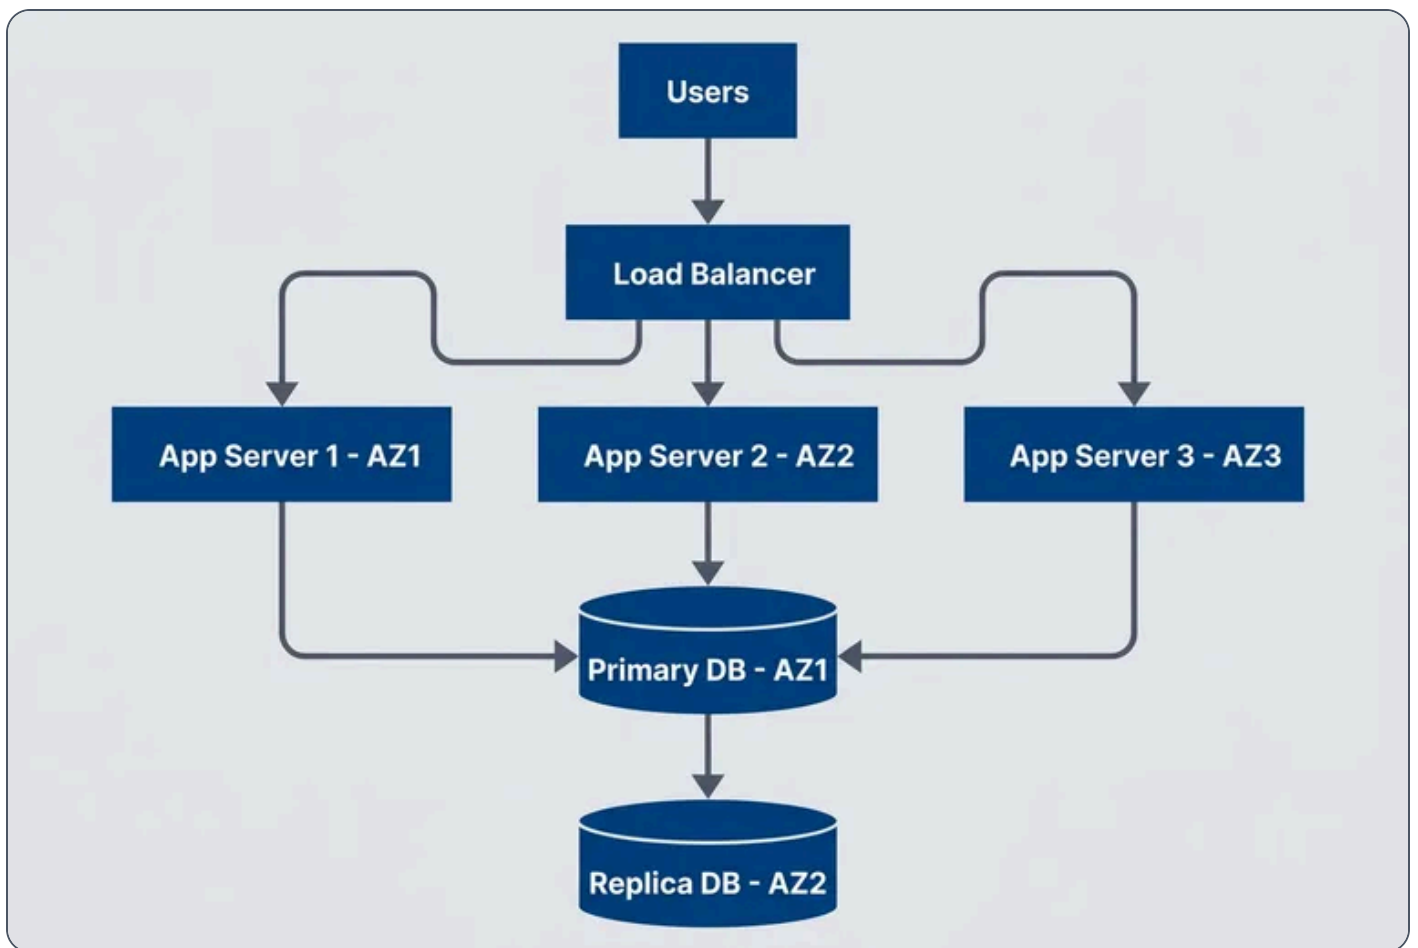 Users
Load Balancer
App Server 1 - AZ1
App Server 2 - AZ2
App Server 3 - AZ3
Primary DB - AZ1
Replica DB - AZ2